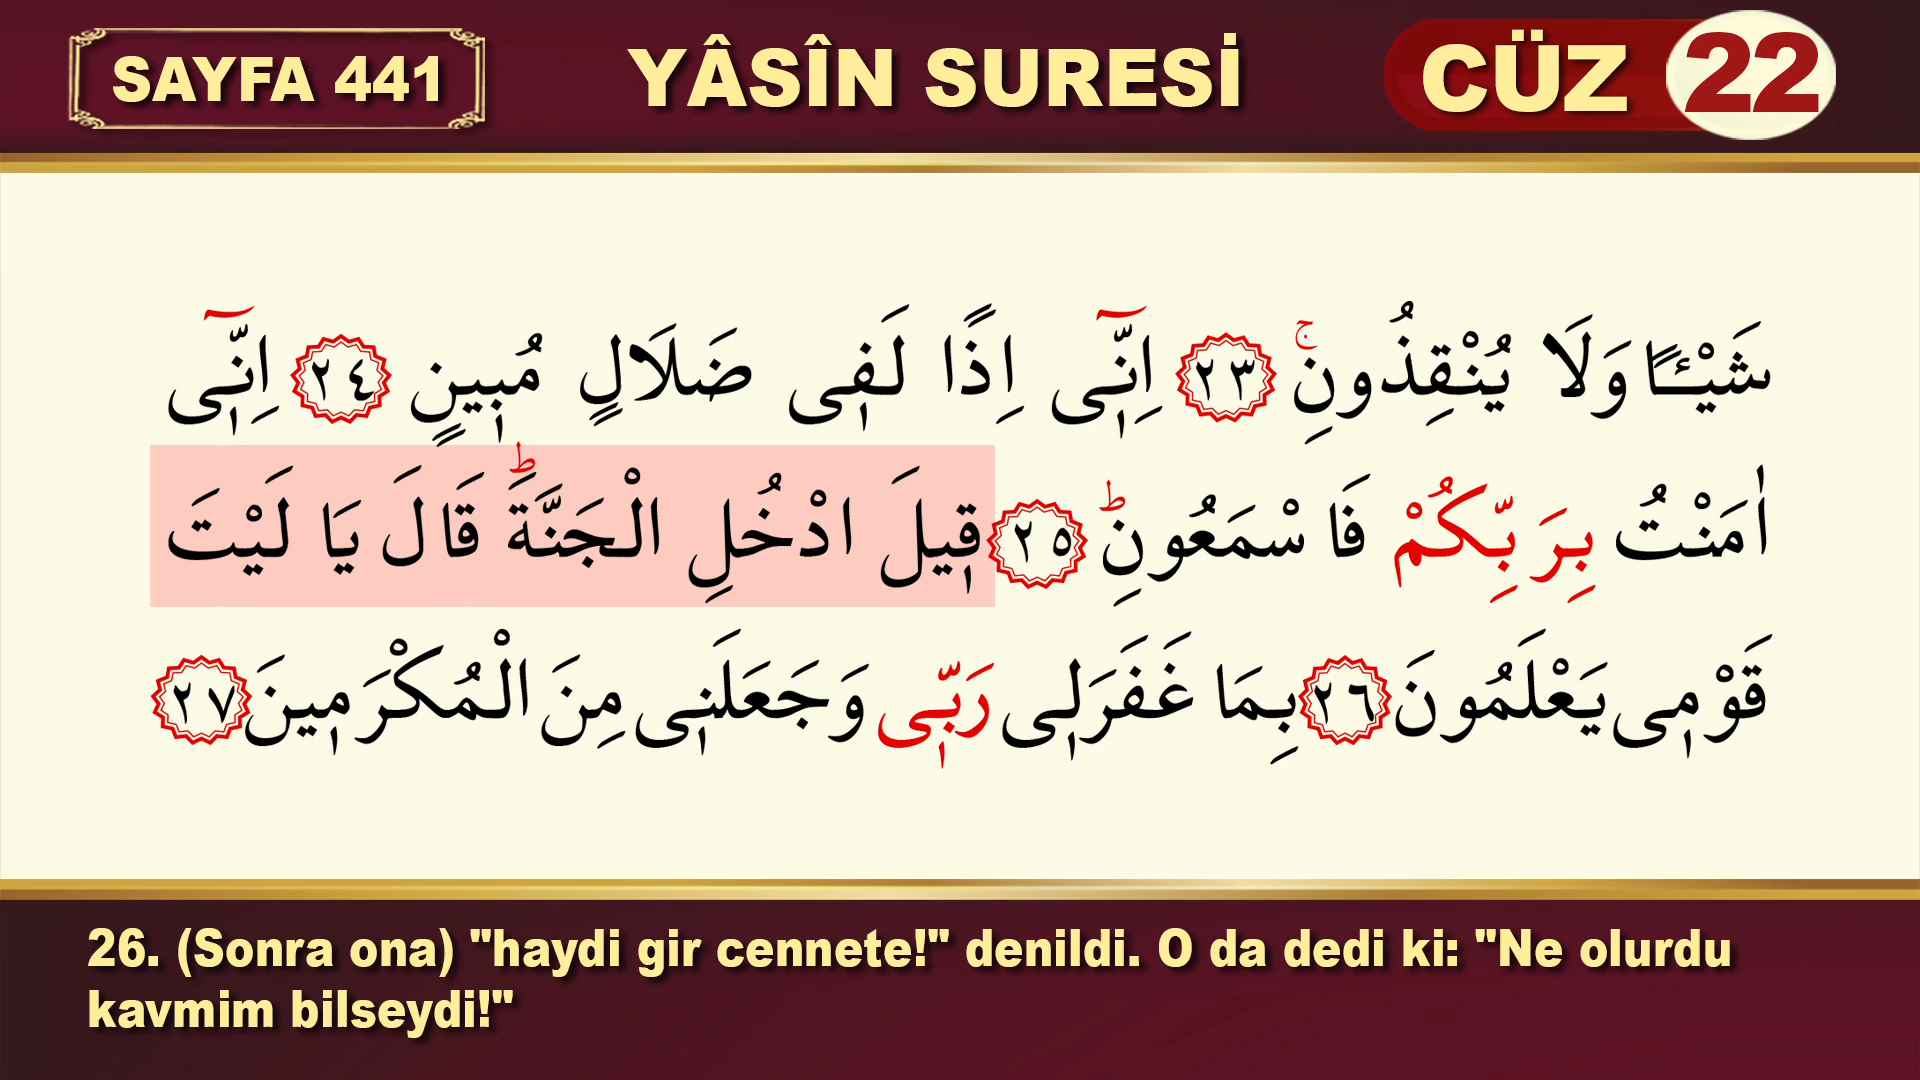 SAYFA 441
YÂSÎN SURESİ
CÜZ 22
شَيْـًٔا وَلَا يُنْقِذُونِۚ ﴿٢٣﴾ اِنّ۪ٓى اِذًا لَف۪ى ضَلَالٍ مُب۪ينٍ ﴿٢٤﴾ اِنّ۪ٓى
اٰمَنْتُ بِرَبِّكُمْ فَاسْمَعُونِۜ ﴿٢٥﴾ ق۪يلَ ادْخُلِ الْجَنَّةَۜ قَالَ يَا لَيْتَ
قَوْم۪ى يَعْلَمُونَ ﴿٢٦﴾ بِمَا غَفَرَل۪ى رَبّ۪ى وَجَعَلَن۪ى مِنَ الْمُكْرَم۪ينَ ﴿٢٧﴾
26. (Sonra ona) "haydi gir cennete!" denildi. O da dedi ki: "Ne olurdu
kavmim bilseydi!"